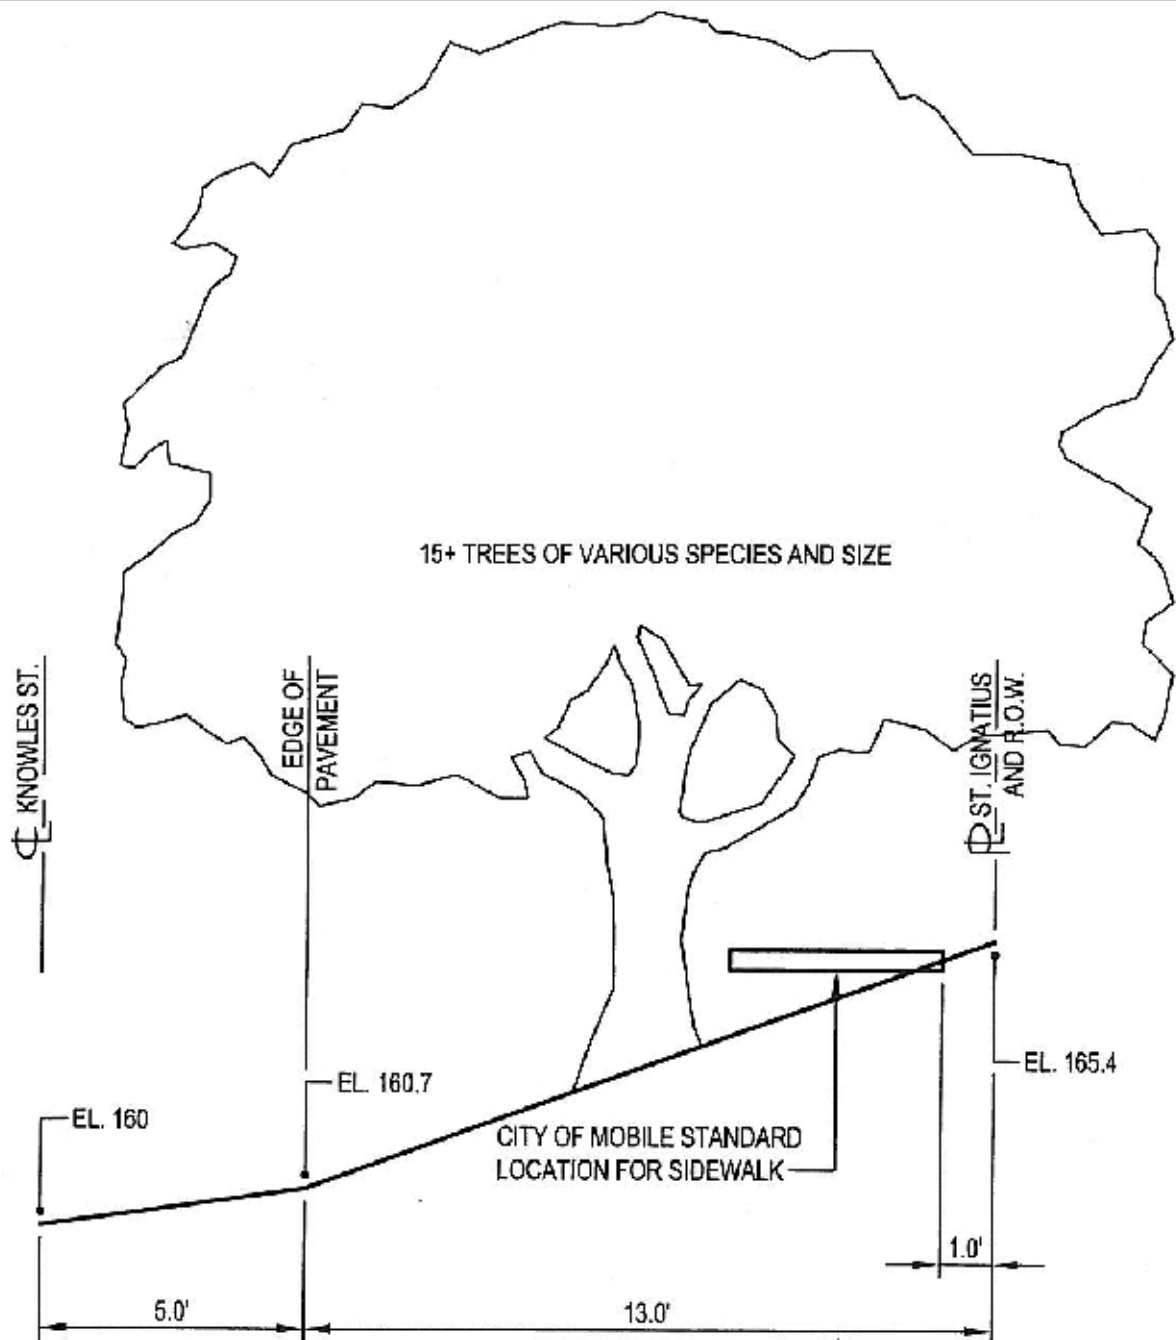 15+ TREES OF VARIOUS SPECIES AND SIZE
KNOWLES ST.
EDGE OF
PAVEMENT
ST. IGNATIUS
AND R.O.W.
EL. 160
EL. 160.7
EL. 165.4
CITY OF MOBILE STANDARD
LOCATION FOR SIDEWALK
1.0'
5.0'
13.0'